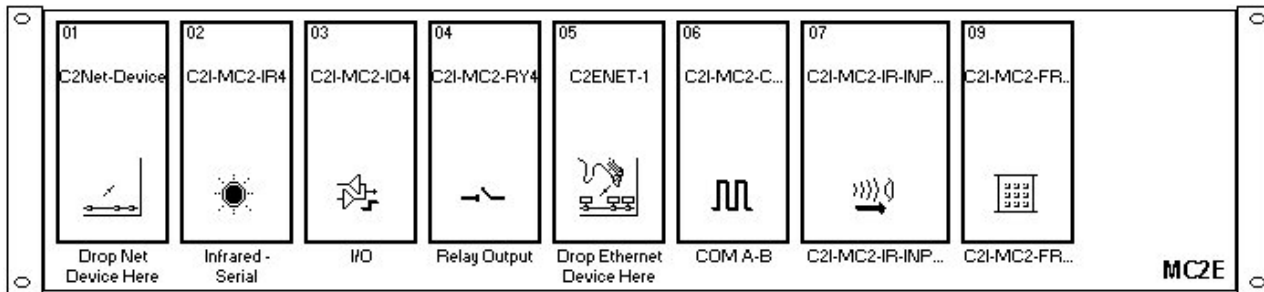 01
C2Net-Device
Drop Net
Device Here
02
C2I-MC2-IR4
Infrared -
Serial
03
C2I-MC2-IO4
I/O
04
C2I-MC2-RY4
Relay Output
05
C2ENET-1
Drop Ethernet
Device Here
06
C2I-MC2-C...
COM A-B
07
C2I-MC2-IR-INP...
C2I-MC2-IR-INP...
09
C2I-MC2-FR...
C2I-MC2-FR...
MC2E